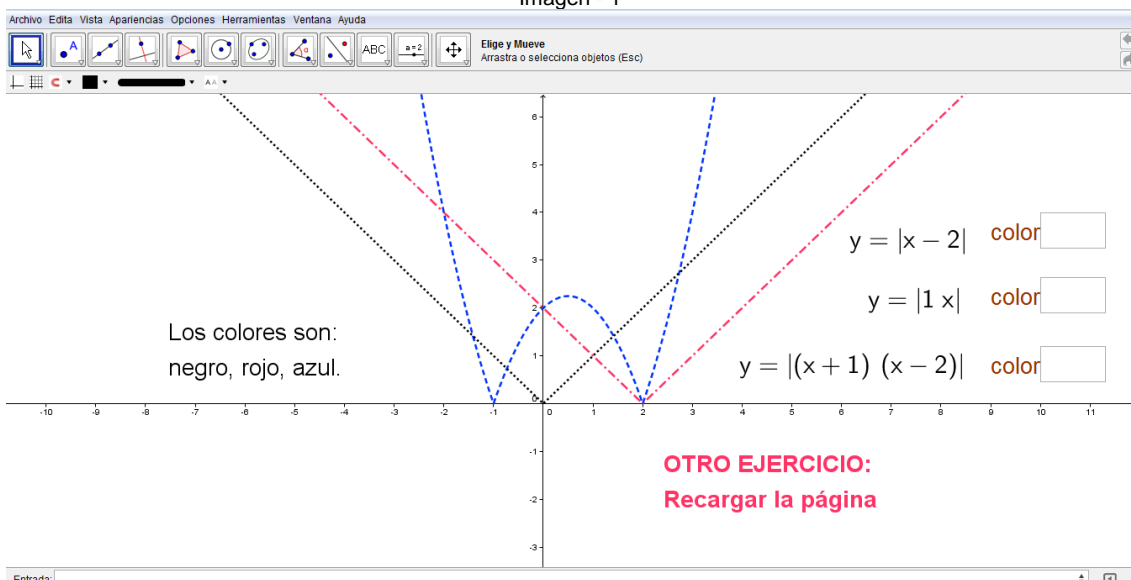 Imagen - 1
Archivo Edita Vista Apariencias Opciones Herramientas Ventana Ayuda
A
α
ABC
a=2
Elige y Mueve
Arrastra o selecciona objetos (Esc)
AA
6
5
4
3
2
1
0
-10 -9 -8 -7 -6 -5 -4 -3 -2 -1 0 1 2 3 4 5 6 7 8 9 10 11
-1
-2
-3
y = |x − 2| color
y = |1 x| color
y = |(x + 1) (x − 2)| color
Los colores son:
negro, rojo, azul.
OTRO EJERCICIO:
Recargar la página
Entrada: